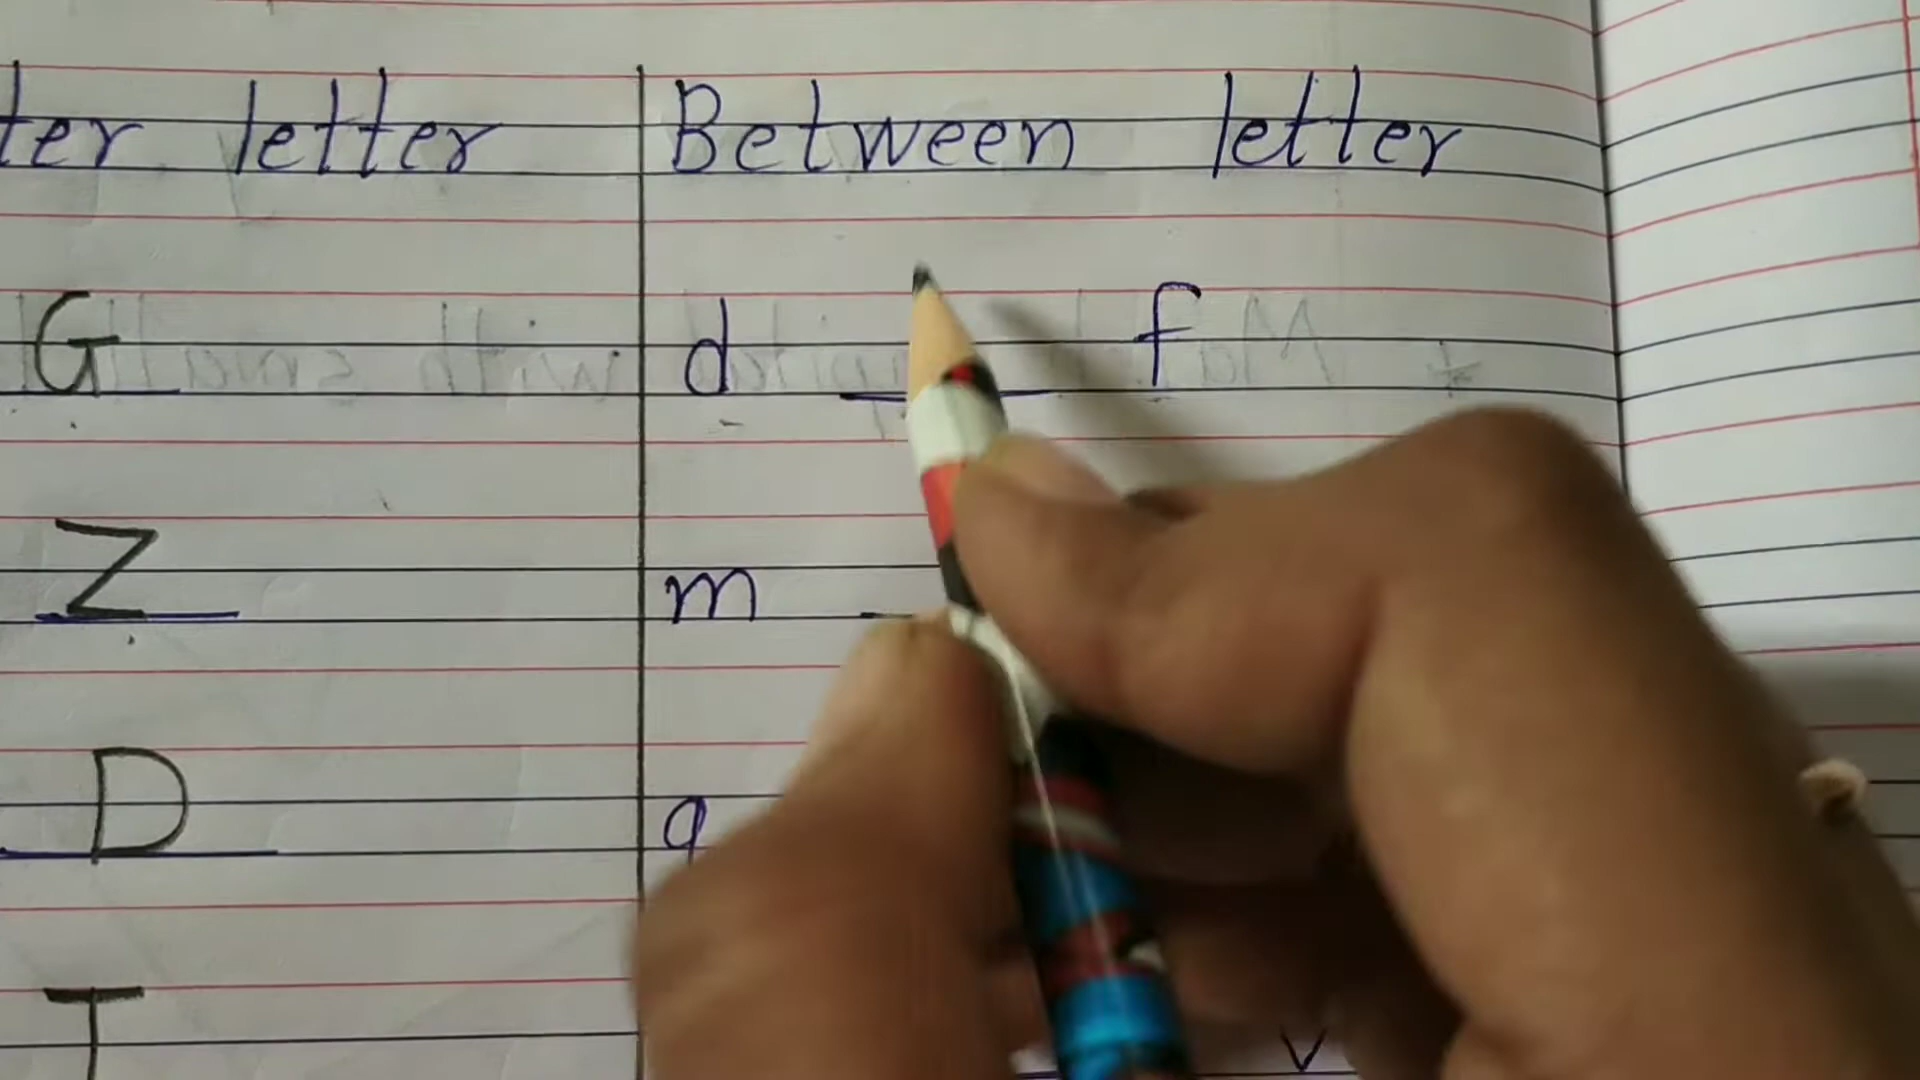 ter letter Between letter
G d f
Z m
D q
T v